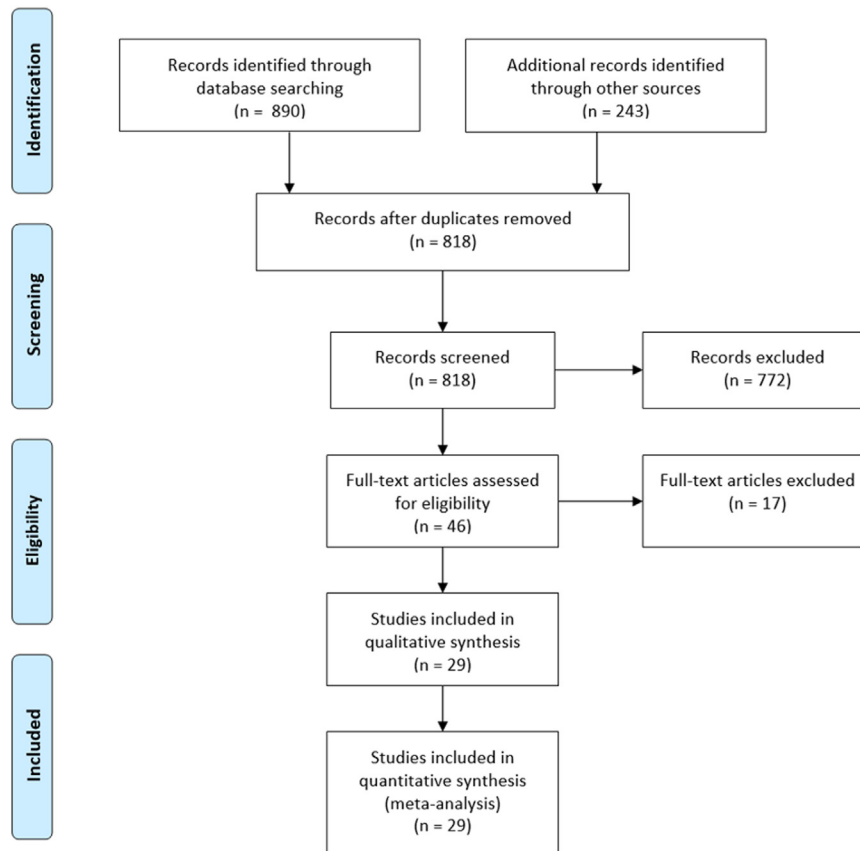 Identification
Records identified through
database searching
(n = 890)
Additional records identified
through other sources
(n = 243)
Records after duplicates removed
(n = 818)
Screening
Records screened
(n = 818)
Records excluded
(n = 772)
Eligibility
Full-text articles assessed
for eligibility
(n = 46)
Full-text articles excluded
(n = 17)
Studies included in
qualitative synthesis
(n = 29)
Included
Studies included in
quantitative synthesis
(meta-analysis)
(n = 29)